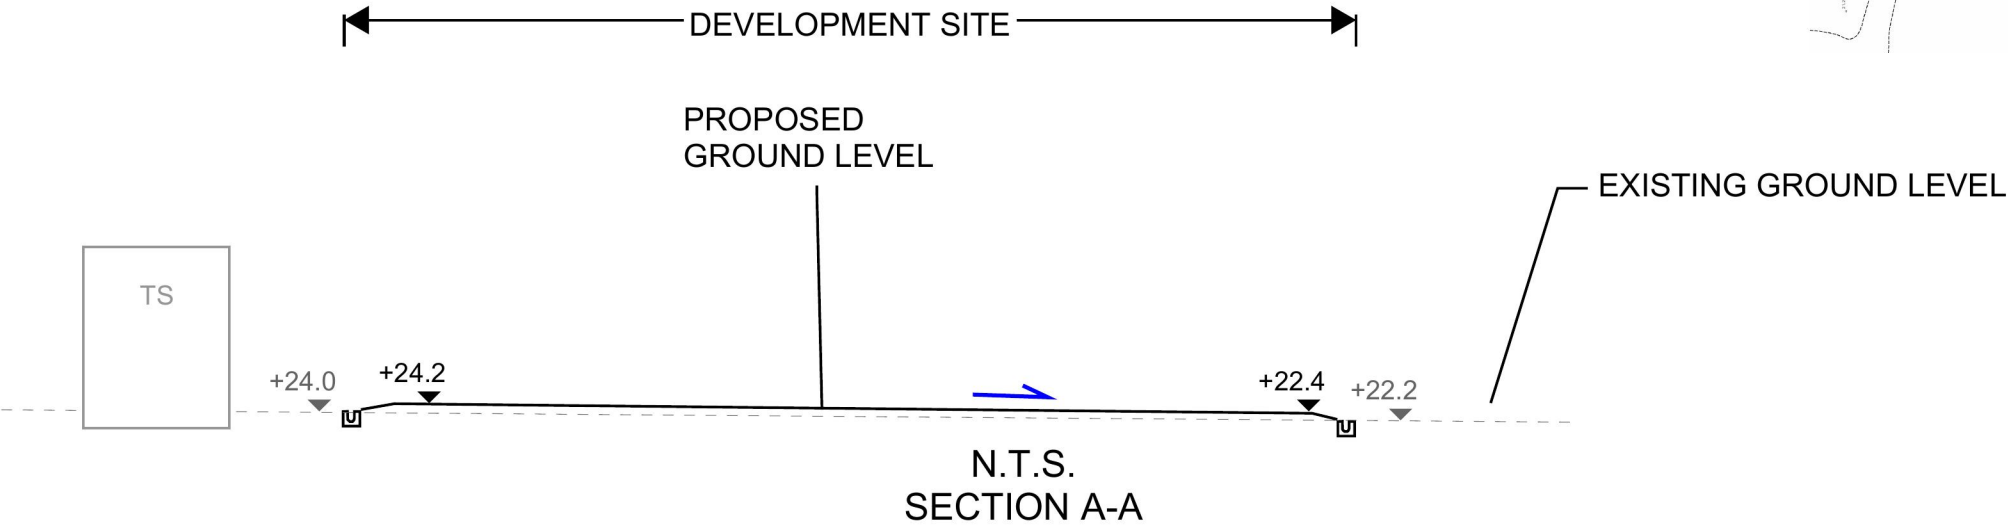 DEVELOPMENT SITE
PROPOSED
GROUND LEVEL
EXISTING GROUND LEVEL
TS
+24.0
+24.2
+22.4
+22.2
N.T.S.
SECTION A-A